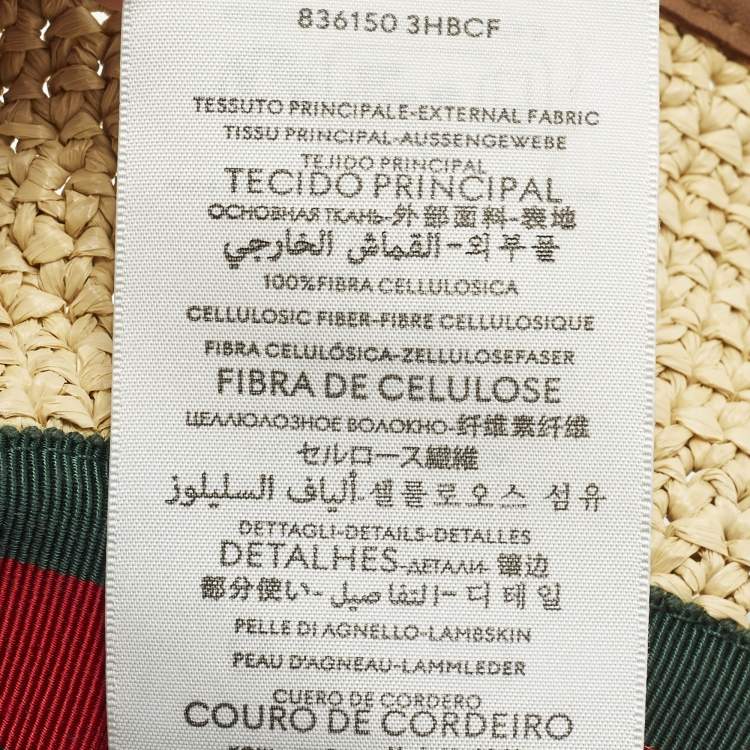 836150 3HBCF
TESSUTO PRINCIPALE-EXTERNAL FABRIC
TISSU PRINCIPAL-AUSSENGEWEBE
TEJIDO PRINCIPAL
TECIDO PRINCIPAL
ОСНОВНАЯ ТКАНЬ-外部面料-表地
القماش الخارجي-외부풀
100%FIBRA CELLULOSICA
CELLULOSIC FIBER-FIBRE CELLULOSIQUE
FIBRA CELULÓSICA-ZELLULOSEFASER
FIBRA DE CELULOSE
ЦЕЛЛЮЛОЗНОЕ ВОЛОКНО-纤维素纤维
セルロース繊維
ألياف السليلوز-셀룰로오스 섬유
DETTAGLI-DETAILS-DETALLES
DETALHES-ДЕТАЛИ-镶边
部分使い-التفاصيل-디테일
PELLE DI AGNELLO-LAMBSKIN
PEAU D'AGNEAU-LAMMLEDER
CUERO DE CORDERO
COURO DE CORDEIRO